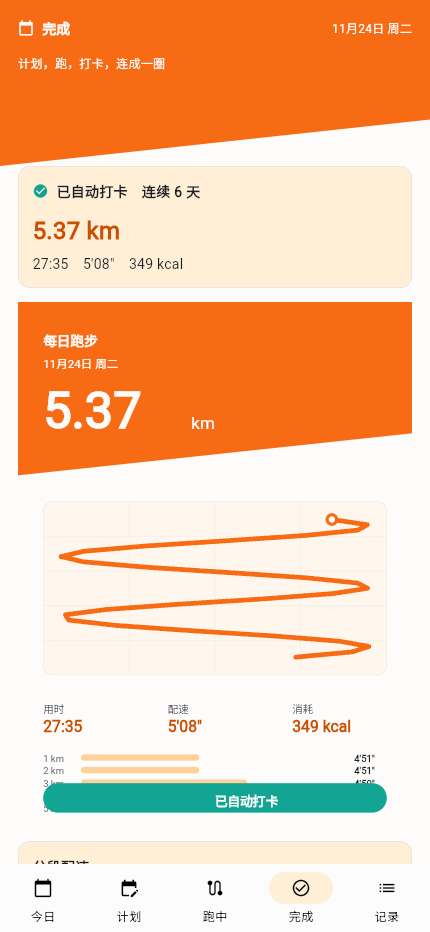 完成
11月24日 周二
计划，跑，打卡，连成一圈
已自动打卡 连续 6 天
5.37 km
27:35 5'08" 349 kcal
每日跑步
11月24日 周二
5.37 km
用时 配速 消耗
27:35 5'08" 349 kcal
1 km 4'51"
2 km 4'51"
3 km
已自动打卡
分段配速
今日 计划 跑中 完成 记录